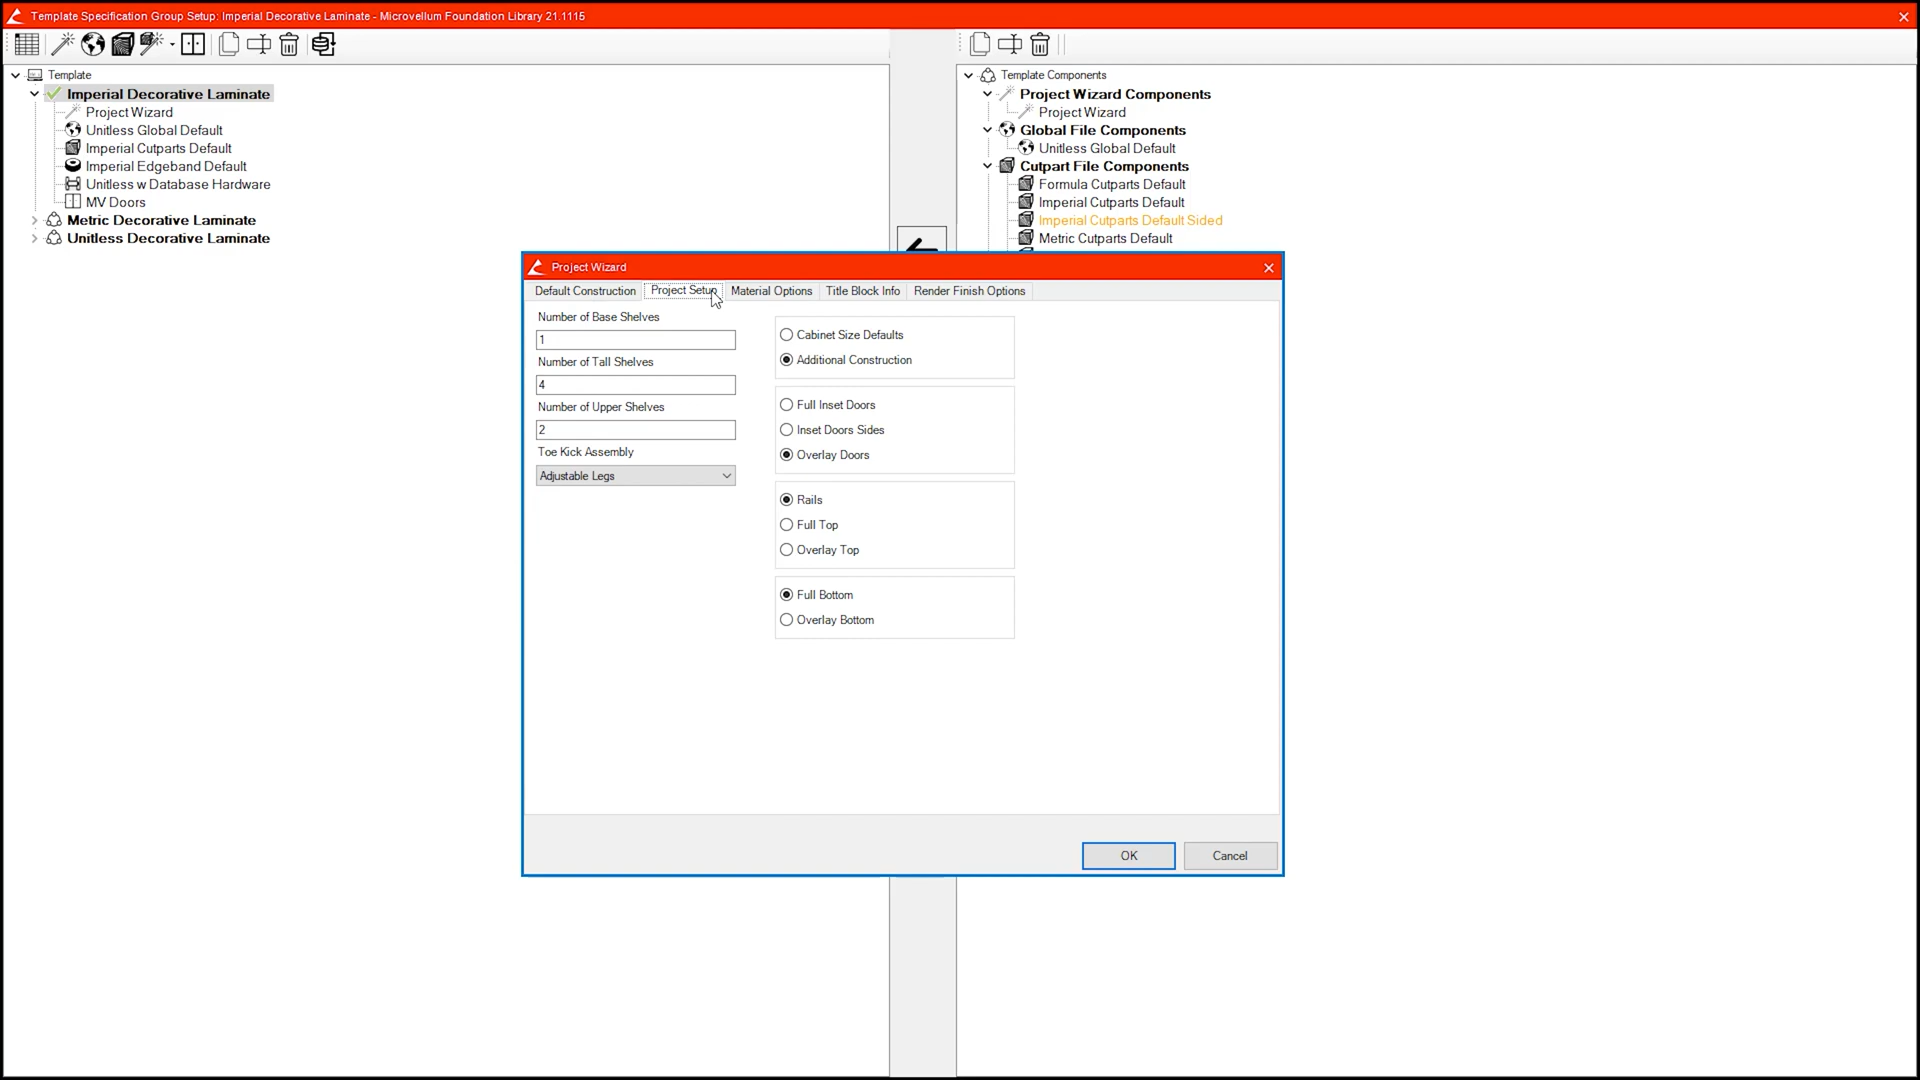 Template Specification Group Setup: Imperial Decorative Laminate - Microvellum Foundation Library 21.1115
Template
Imperial Decorative Laminate
Project Wizard
Unitless Global Default
Imperial Cutparts Default
Imperial Edgeband Default
Unitless w Database Hardware
MV Doors
Metric Decorative Laminate
Unitless Decorative Laminate
Template Components
Project Wizard Components
Project Wizard
Global File Components
Unitless Global Default
Cutpart File Components
Formula Cutparts Default
Imperial Cutparts Default
Imperial Cutparts Default Sided
Metric Cutparts Default
Project Wizard
Default Construction
Project Setup
Material Options
Title Block Info
Render Finish Options
Number of Base Shelves
1
Number of Tall Shelves
4
Number of Upper Shelves
2
Toe Kick Assembly
Adjustable Legs
Cabinet Size Defaults
Additional Construction
Full Inset Doors
Inset Doors Sides
Overlay Doors
Rails
Full Top
Overlay Top
Full Bottom
Overlay Bottom
OK
Cancel